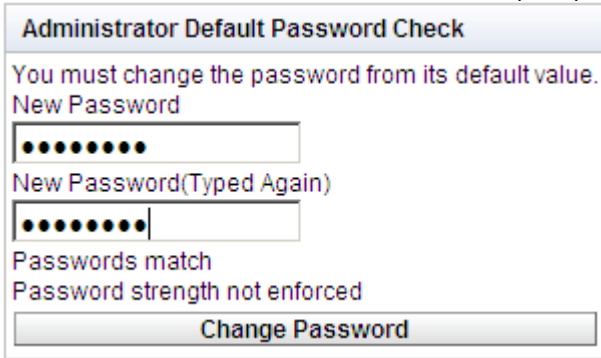 Administrator Default Password Check
You must change the password from its default value.
New Password
●●●●●●●●
New Password(Typed Again)
●●●●●●●●
Passwords match
Password strength not enforced
Change Password